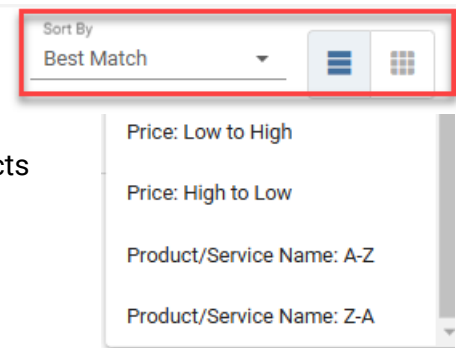 Sort By
Best Match
Price: Low to High
cts
Price: High to Low
Product/Service Name: A-Z
Product/Service Name: Z-A